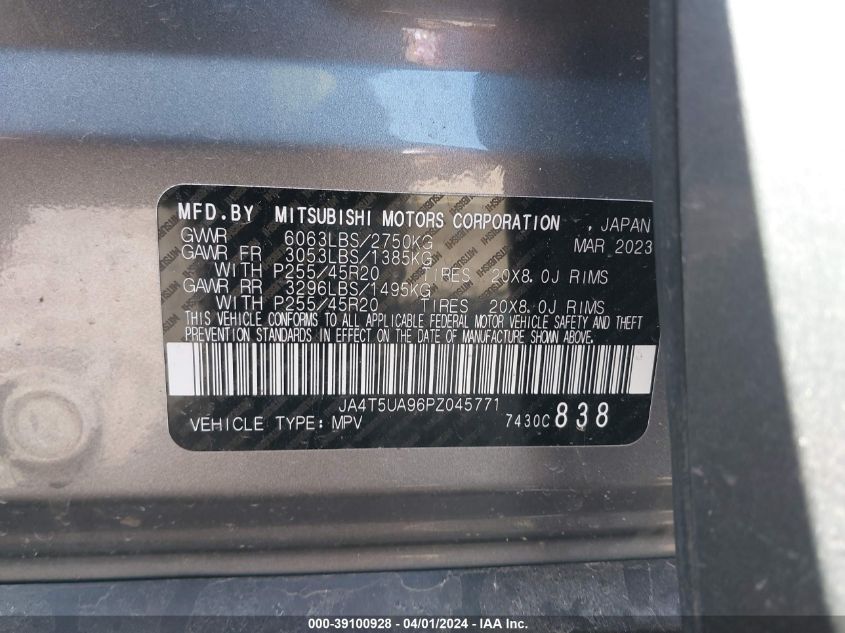 MFD.BY MITSUBISHI MOTORS CORPORATION , JAPAN
GVWR 6063LBS/2750KG MAR 2023
GAWR FR 3053LBS/1385KG
WITH P255/45R20 TIRES 20X8.0J RIMS
GAWR RR 3296LBS/1495KG
WITH P255/45R20 TIRES 20X8.0J RIMS
THIS VEHICLE CONFORMS TO ALL APPLICABLE FEDERAL MOTOR VEHICLE SAFETY AND THEFT
PREVENTION STANDARDS IN EFFECT ON THE DATE OF MANUFACTURE SHOWN ABOVE.
JA4T5UA96PZ045771
VEHICLE TYPE: MPV 7430C 838
000-39100928 - 04/01/2024 - IAA Inc.